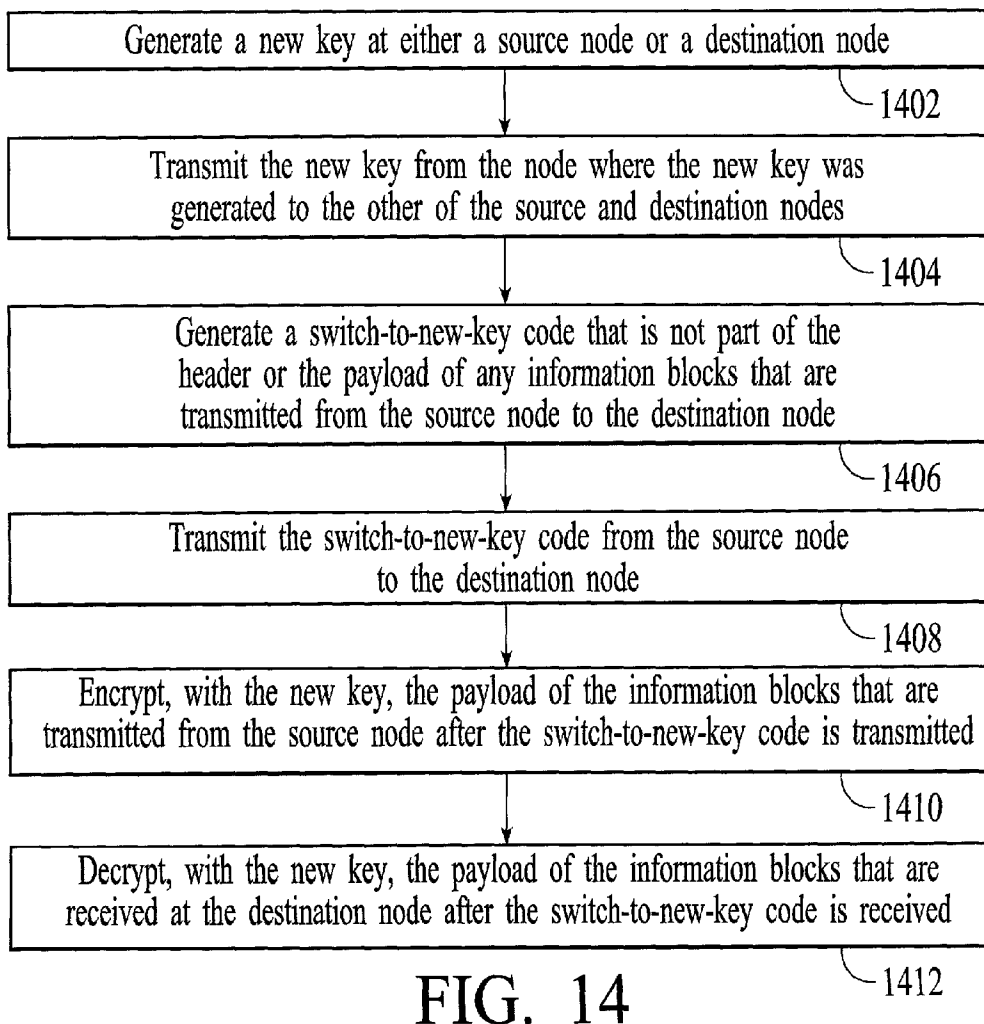 Generate a new key at either a source node or a destination node
1402
Transmit the new key from the node where the new key was
generated to the other of the source and destination nodes
1404
Generate a switch-to-new-key code that is not part of the
header or the payload of any information blocks that are
transmitted from the source node to the destination node
1406
Transmit the switch-to-new-key code from the source node
to the destination node
1408
Encrypt, with the new key, the payload of the information blocks that are
transmitted from the source node after the switch-to-new-key code is transmitted
1410
Decrypt, with the new key, the payload of the information blocks that are
received at the destination node after the switch-to-new-key code is received
1412
FIG. 14